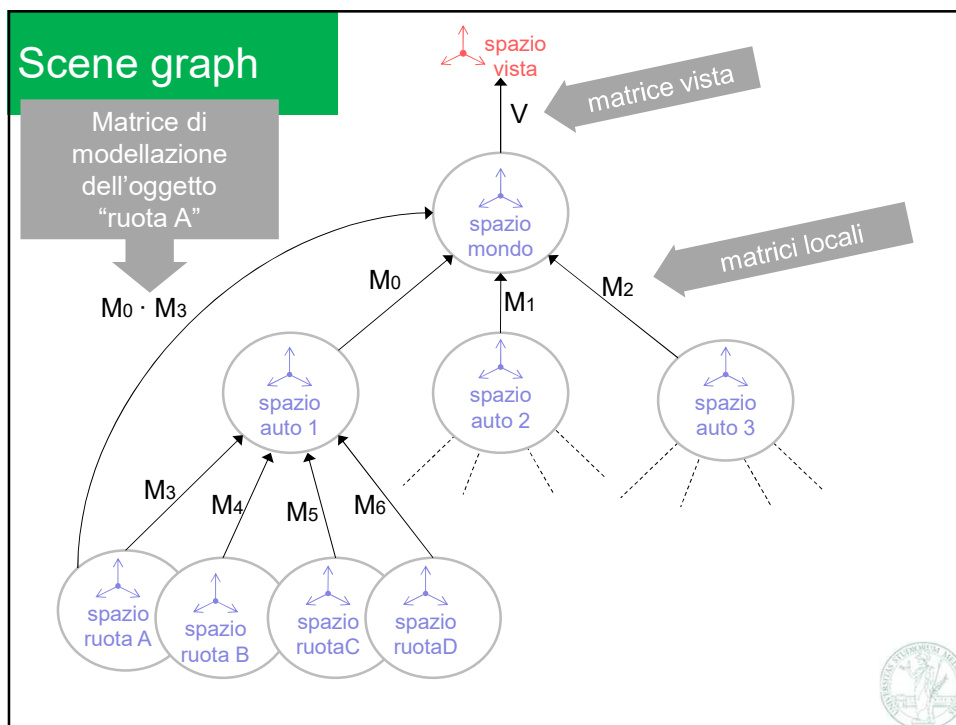 Scene graph
Matrice di
modellazione
dell'oggetto
“ruota A”
M0 · M3
spazio
vista
V
matrice vista
spazio
mondo
matrici locali
M0
M1
M2
spazio
auto 1
spazio
auto 2
spazio
auto 3
M3
M4
M5
M6
spazio
ruota A
spazio
ruota B
spazio
ruotaC
spazio
ruotaD